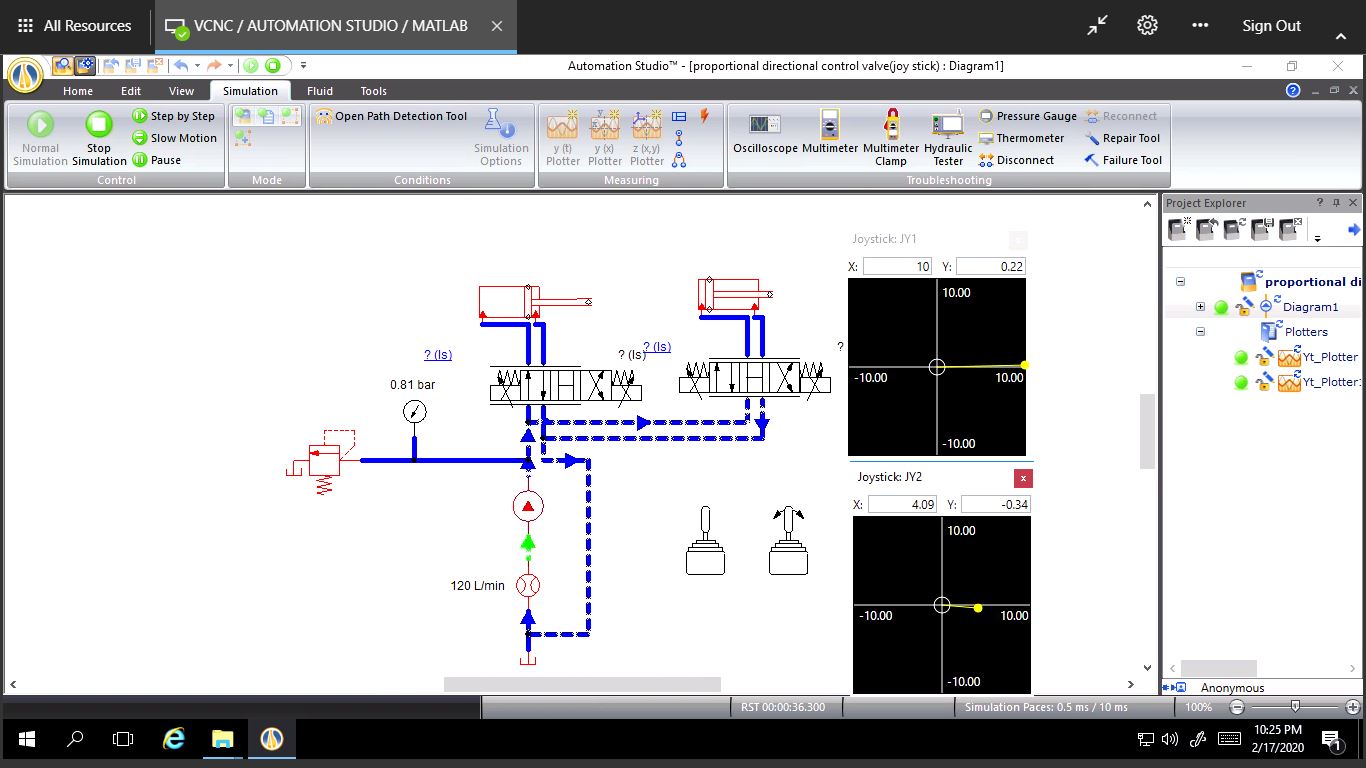 All Resources
VCNC / AUTOMATION STUDIO / MATLAB
Sign Out
Automation Studio™ - [proportional directional control valve(joy stick) : Diagram1]
Home Edit View Simulation Fluid Tools
Normal Simulation
Stop Simulation
Step by Step
Slow Motion
Pause
Control
Mode
Open Path Detection Tool
Simulation Options
Conditions
y (t) Plotter
y (x) Plotter
z (x,y) Plotter
Measuring
Oscilloscope
Multimeter
Multimeter Clamp
Hydraulic Tester
Pressure Gauge
Thermometer
Disconnect
Reconnect
Repair Tool
Failure Tool
Troubleshooting
Project Explorer
proportional di
Diagram1
Plotters
Yt_Plotter
Yt_Plotter1
Anonymous
Joystick: JY1
X: 10 Y: 0.22
10.00
-10.00 10.00
-10.00
? (ls)
? (ls)
? (ls)
?
0.81 bar
120 L/min
Joystick: JY2
X: 4.09 Y: -0.34
10.00
-10.00 10.00
-10.00
RST 00:00:36.300
Simulation Paces: 0.5 ms / 10 ms
100%
10:25 PM
2/17/2020
1